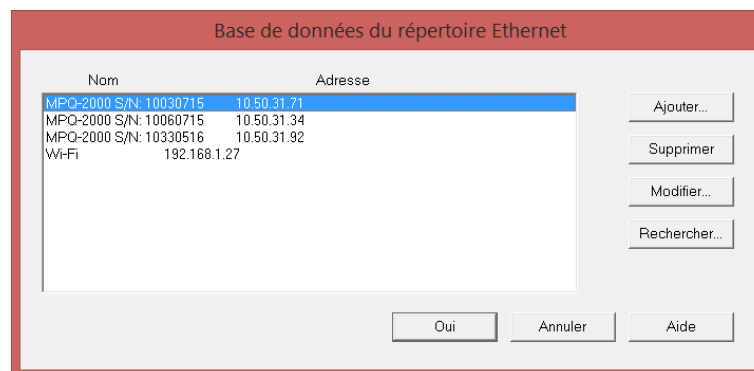 Base de données du répertoire Ethernet
Nom Adresse
MPQ-2000 S/N: 10030715 10.50.31.71
MPQ-2000 S/N: 10060715 10.50.31.34
MPQ-2000 S/N: 10330516 10.50.31.92
Wi-Fi 192.168.1.27
Ajouter...
Supprimer
Modifier...
Rechercher...
Oui Annuler Aide